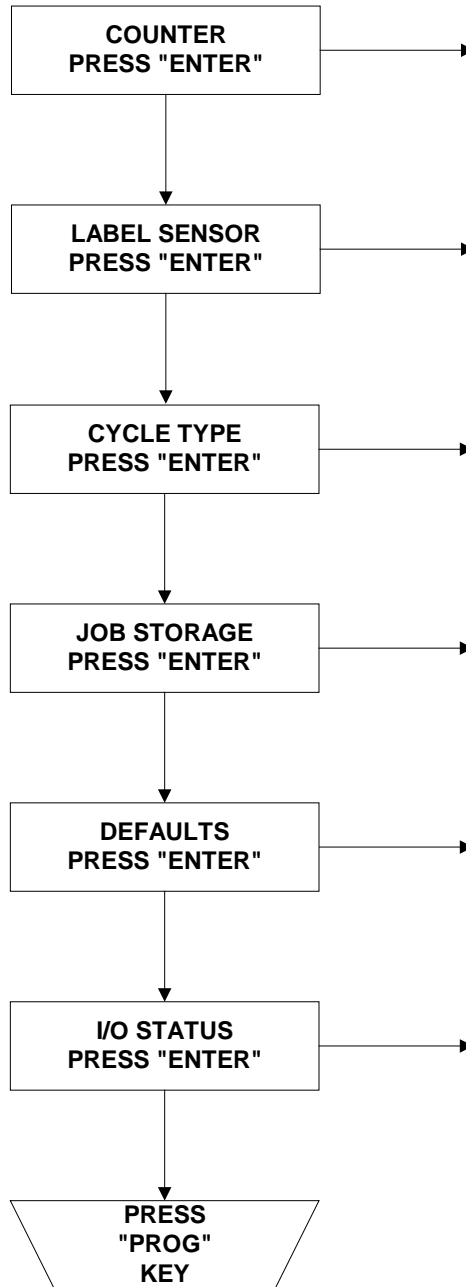 COUNTER
PRESS "ENTER"
LABEL SENSOR
PRESS "ENTER"
CYCLE TYPE
PRESS "ENTER"
JOB STORAGE
PRESS "ENTER"
DEFAULTS
PRESS "ENTER"
I/O STATUS
PRESS "ENTER"
PRESS
"PROG"
KEY